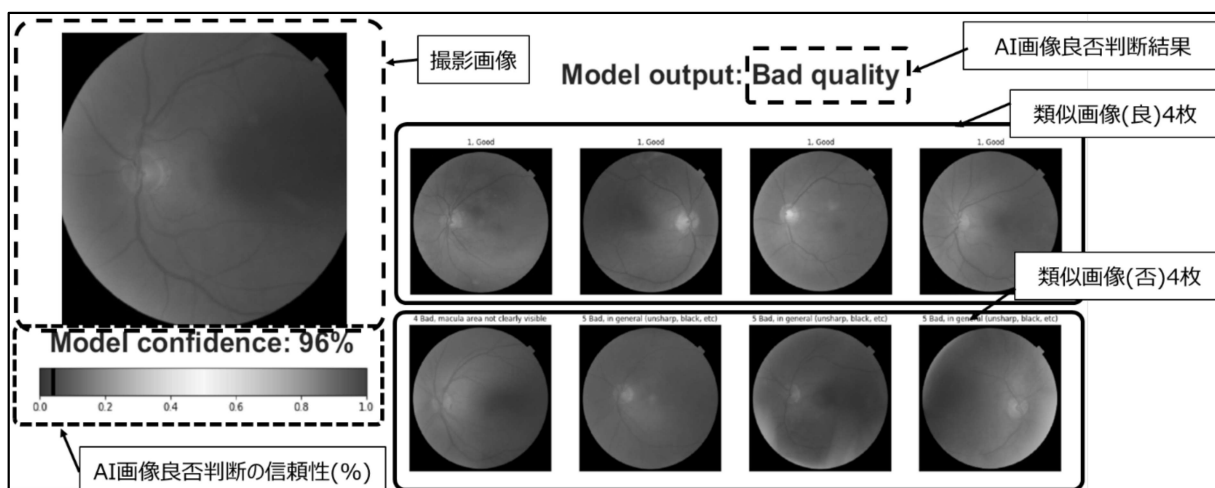 撮影画像
AI画像良否判断結果
Model output: Bad quality
類似画像(良)4枚
1. Good
1. Good
1. Good
1. Good
類似画像(否)4枚
4 Bad, macula area not clearly visible
5 Bad, in general (unsharp, black, etc)
5 Bad, in general (unsharp, black, etc)
5 Bad, in general (unsharp, black, etc)
Model confidence: 96%
0.0
0.2
0.4
0.6
0.8
1.0
AI画像良否判断の信頼性(%)